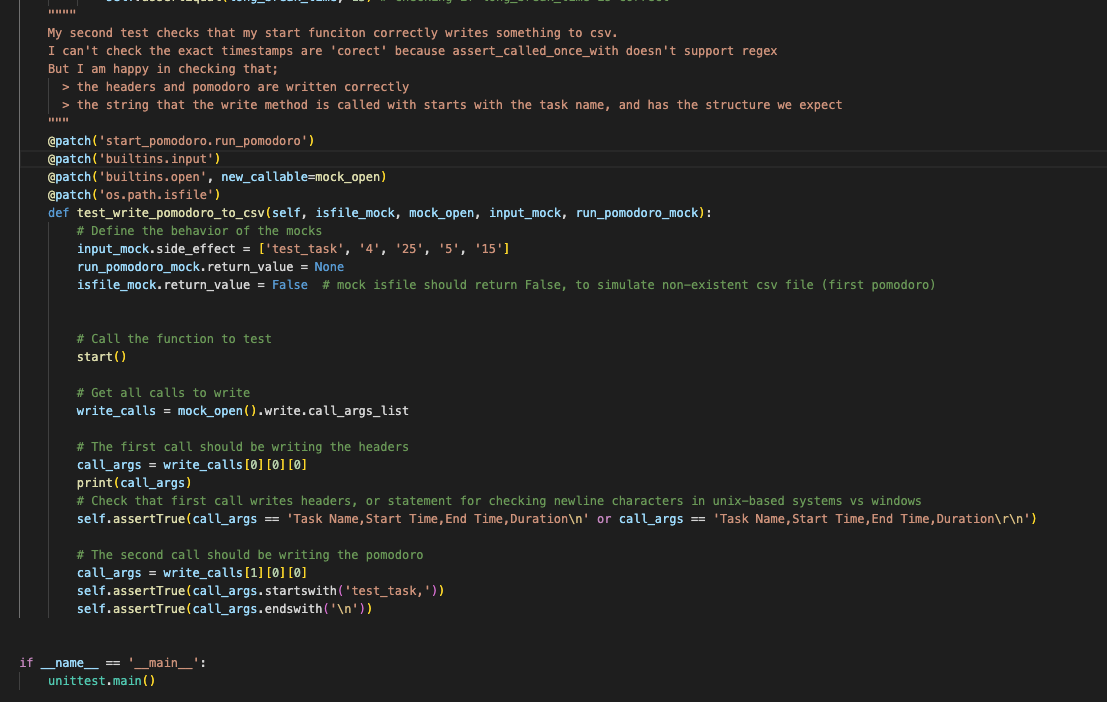 """"
My second test checks that my start funciton correctly writes something to csv.
I can't check the exact timestamps are 'corect' because assert_called_once_with doesn't support regex
But I am happy in checking that;
> the headers and pomodoro are written correctly
> the string that the write method is called with starts with the task name, and has the structure we expect
"""
@patch('start_pomodoro.run_pomodoro')
@patch('builtins.input')
@patch('builtins.open', new_callable=mock_open)
@patch('os.path.isfile')
def test_write_pomodoro_to_csv(self, isfile_mock, mock_open, input_mock, run_pomodoro_mock):
# Define the behavior of the mocks
input_mock.side_effect = ['test_task', '4', '25', '5', '15']
run_pomodoro_mock.return_value = None
isfile_mock.return_value = False  # mock isfile should return False, to simulate non-existent csv file (first pomodoro)
# Call the function to test
start()
# Get all calls to write
write_calls = mock_open().write.call_args_list
# The first call should be writing the headers
call_args = write_calls[0][0][0]
print(call_args)
# Check that first call writes headers, or statement for checking newline characters in unix-based systems vs windows
self.assertTrue(call_args == 'Task Name,Start Time,End Time,Duration\n' or call_args == 'Task Name,Start Time,End Time,Duration\r\n')
# The second call should be writing the pomodoro
call_args = write_calls[1][0][0]
self.assertTrue(call_args.startswith('test_task,'))
self.assertTrue(call_args.endswith('\n'))
if __name__ == '__main__':
unittest.main()